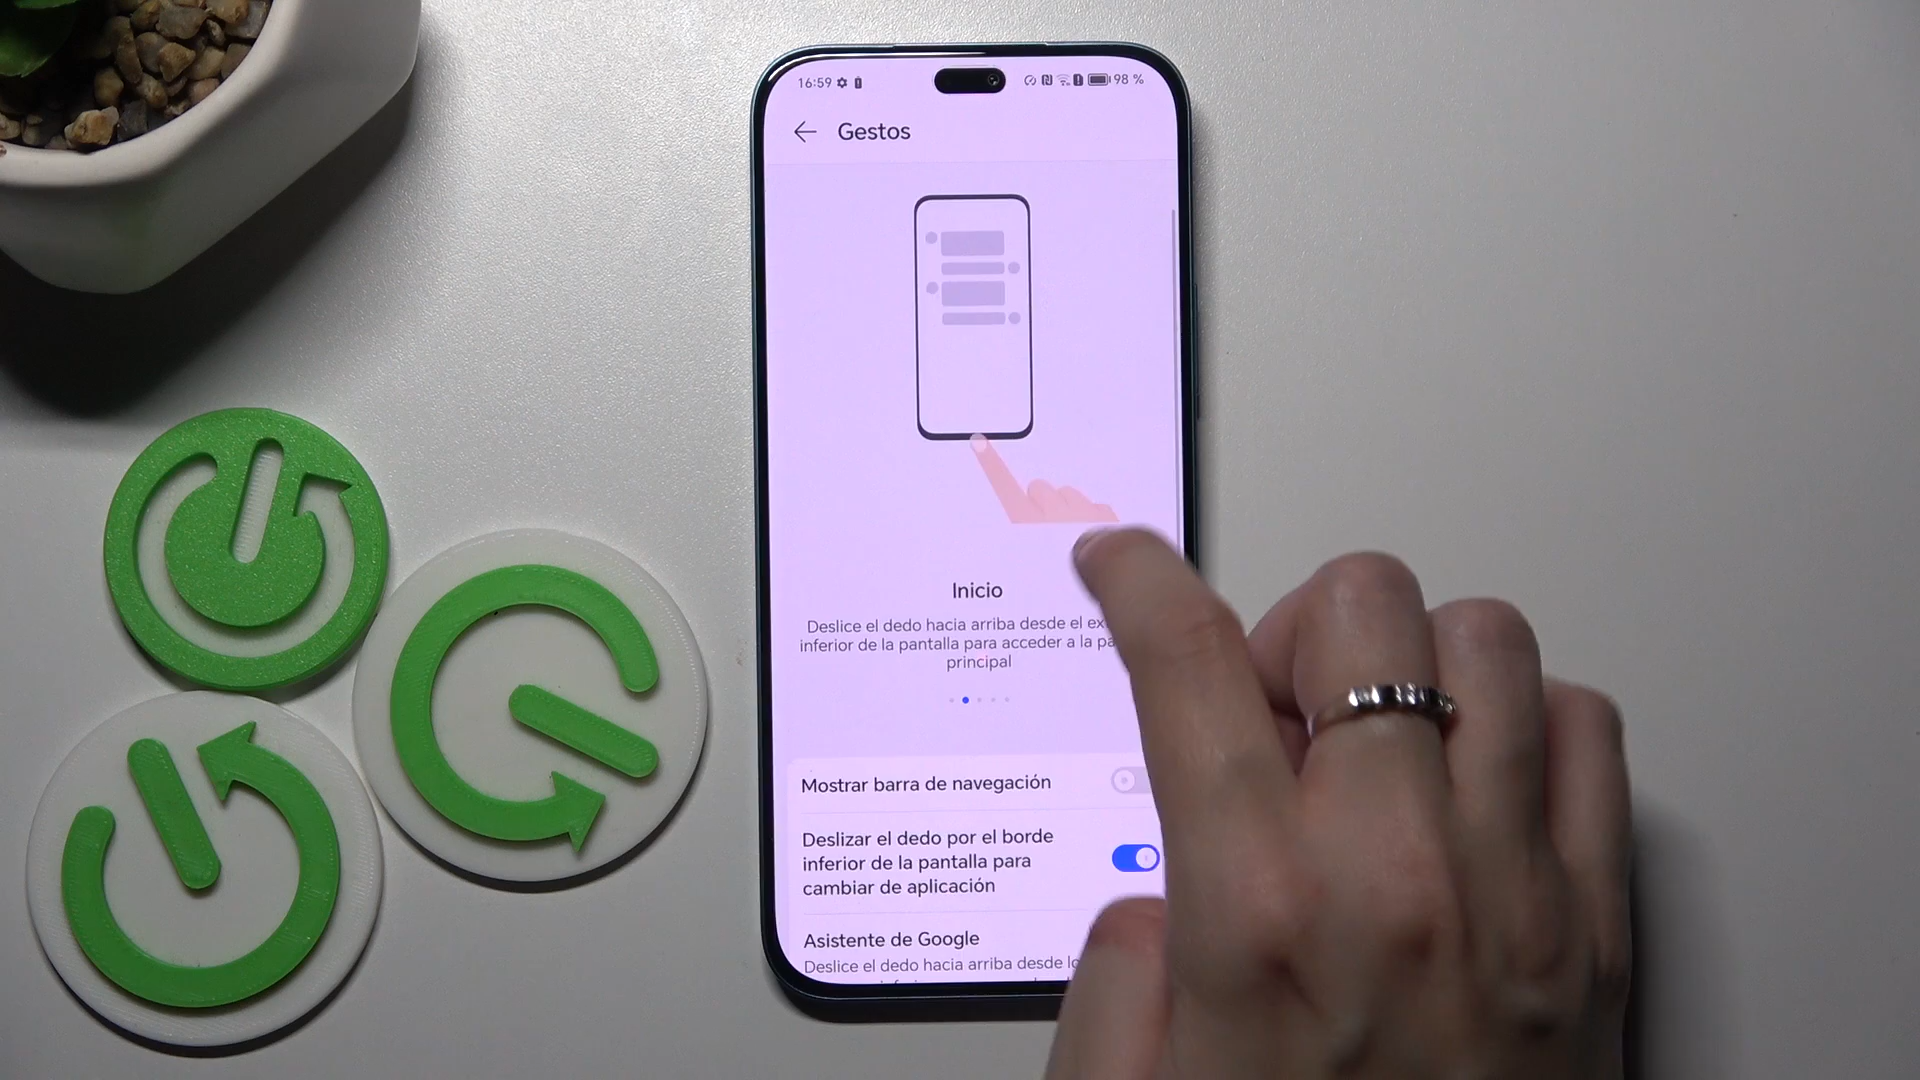 16:59 98 %
Gestos
Inicio
Deslice el dedo hacia arriba desde el
inferior de la pantalla para acceder a la
principal
Mostrar barra de navegación
Deslizar el dedo por el borde
inferior de la pantalla para
cambiar de aplicación
Asistente de Google
Deslice el dedo hacia arriba desde